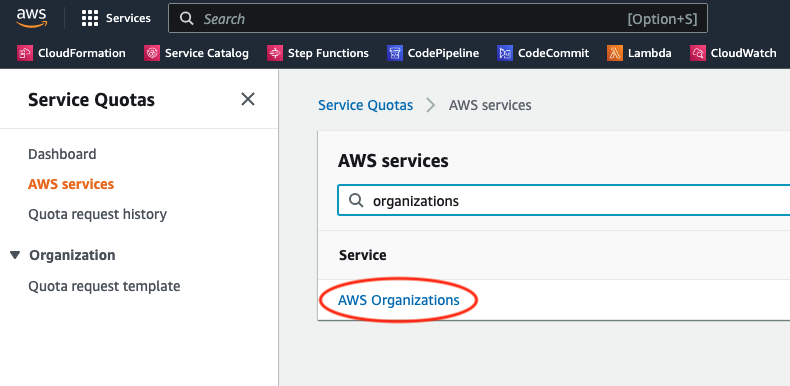 aws Services Search [Option+S]
CloudFormation Service Catalog Step Functions CodePipeline CodeCommit Lambda CloudWatch
Service Quotas
Dashboard
AWS services
Quota request history
Organization
Quota request template
Service Quotas AWS services
AWS services
organizations
Service
AWS Organizations